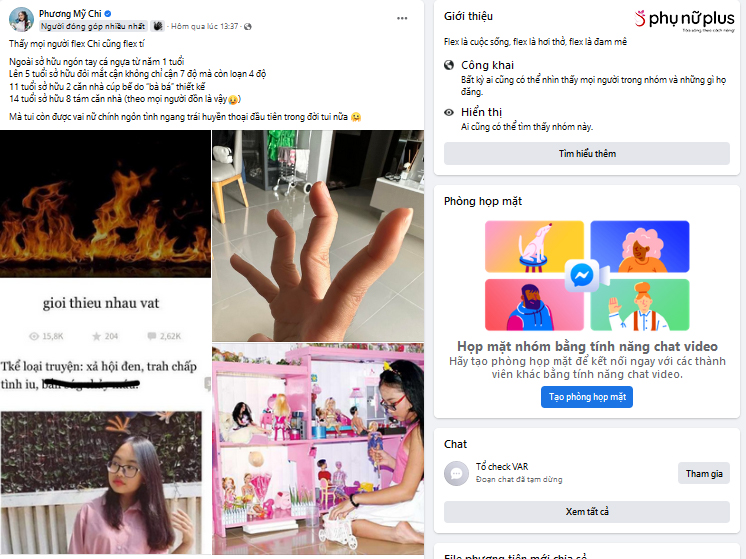 Phương Mỹ Chi
Người đóng góp nhiều nhất · Hôm qua lúc 13:37 ·
Thấy mọi người flex Chi cũng flex tí
Ngoài sở hữu ngón tay cá ngựa từ năm 1 tuổi
Lên 5 tuổi sở hữu đôi mắt cận không chỉ cận 7 độ mà còn loạn 4 độ
11 tuổi sở hữu 2 căn nhà cúp bế do "bà bá" thiết kế
14 tuổi sở hữu 8 tám căn nhà (theo mọi người đồn là vậy😥)
Mà tui còn được vai nữ chính ngôn tình ngang trái huyền thoại đầu tiên trong đời tui nữa 😆
gioi thieu nhau vat
15,8K 204 2,62K
Tkể loại truyện: xả hội đen, trah chấp
tình iu,
Giới thiệu
phụ nữ plus
Flex là cuộc sống, flex là hơi thở, flex là đam mê
Công khai
Bất kỳ ai cũng có thể nhìn thấy mọi người trong nhóm và những gì họ
đăng.
Hiển thị
Ai cũng có thể tìm thấy nhóm này.
Tìm hiểu thêm
Phòng họp mặt
Họp mặt nhóm bằng tính năng chat video
Hãy tạo phòng họp mặt để kết nối ngay với các thành
viên khác bằng tính năng chat video.
Tạo phòng họp mặt
Chat
Tổ check VAR
Đoạn chat đã tạm dừng
Tham gia
Xem tất cả
File phương tiện mới chia sẻ